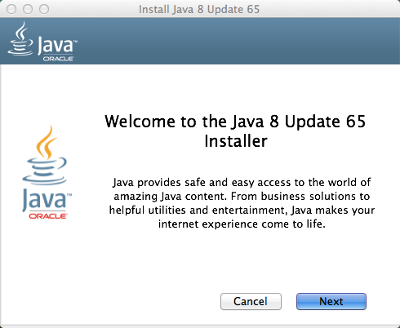 Install Java 8 Update 65
Java™
ORACLE
Welcome to the Java 8 Update 65
Installer
Java™
ORACLE
Java provides safe and easy access to the world of
amazing Java content. From business solutions to
helpful utilities and entertainment, Java makes your
internet experience come to life.
Cancel
Next